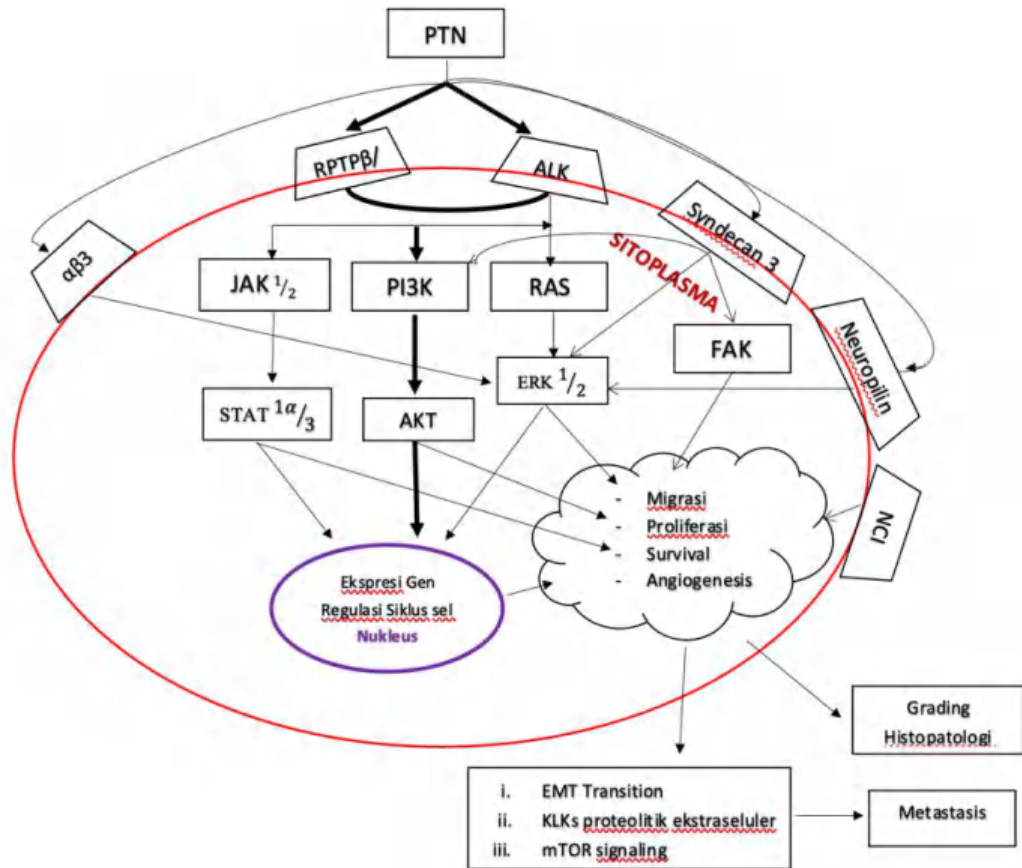 PTN
RPTPβ/
ALK
Syndecan 3
αβ3
SITOPLASMA
JAK 1/2
PI3K
RAS
FAK
Neuropilin
ERK 1/2
STAT 1α/3
AKT
NCI
- Migrasi
- Proliferasi
- Survival
- Angiogenesis
Ekspresi Gen
Regulasi Siklus sel
Nukleus
Grading
Histopatologi
i. EMT Transition
ii. KLKs proteolitik ekstraseluler
iii. mTOR signaling
Metastasis